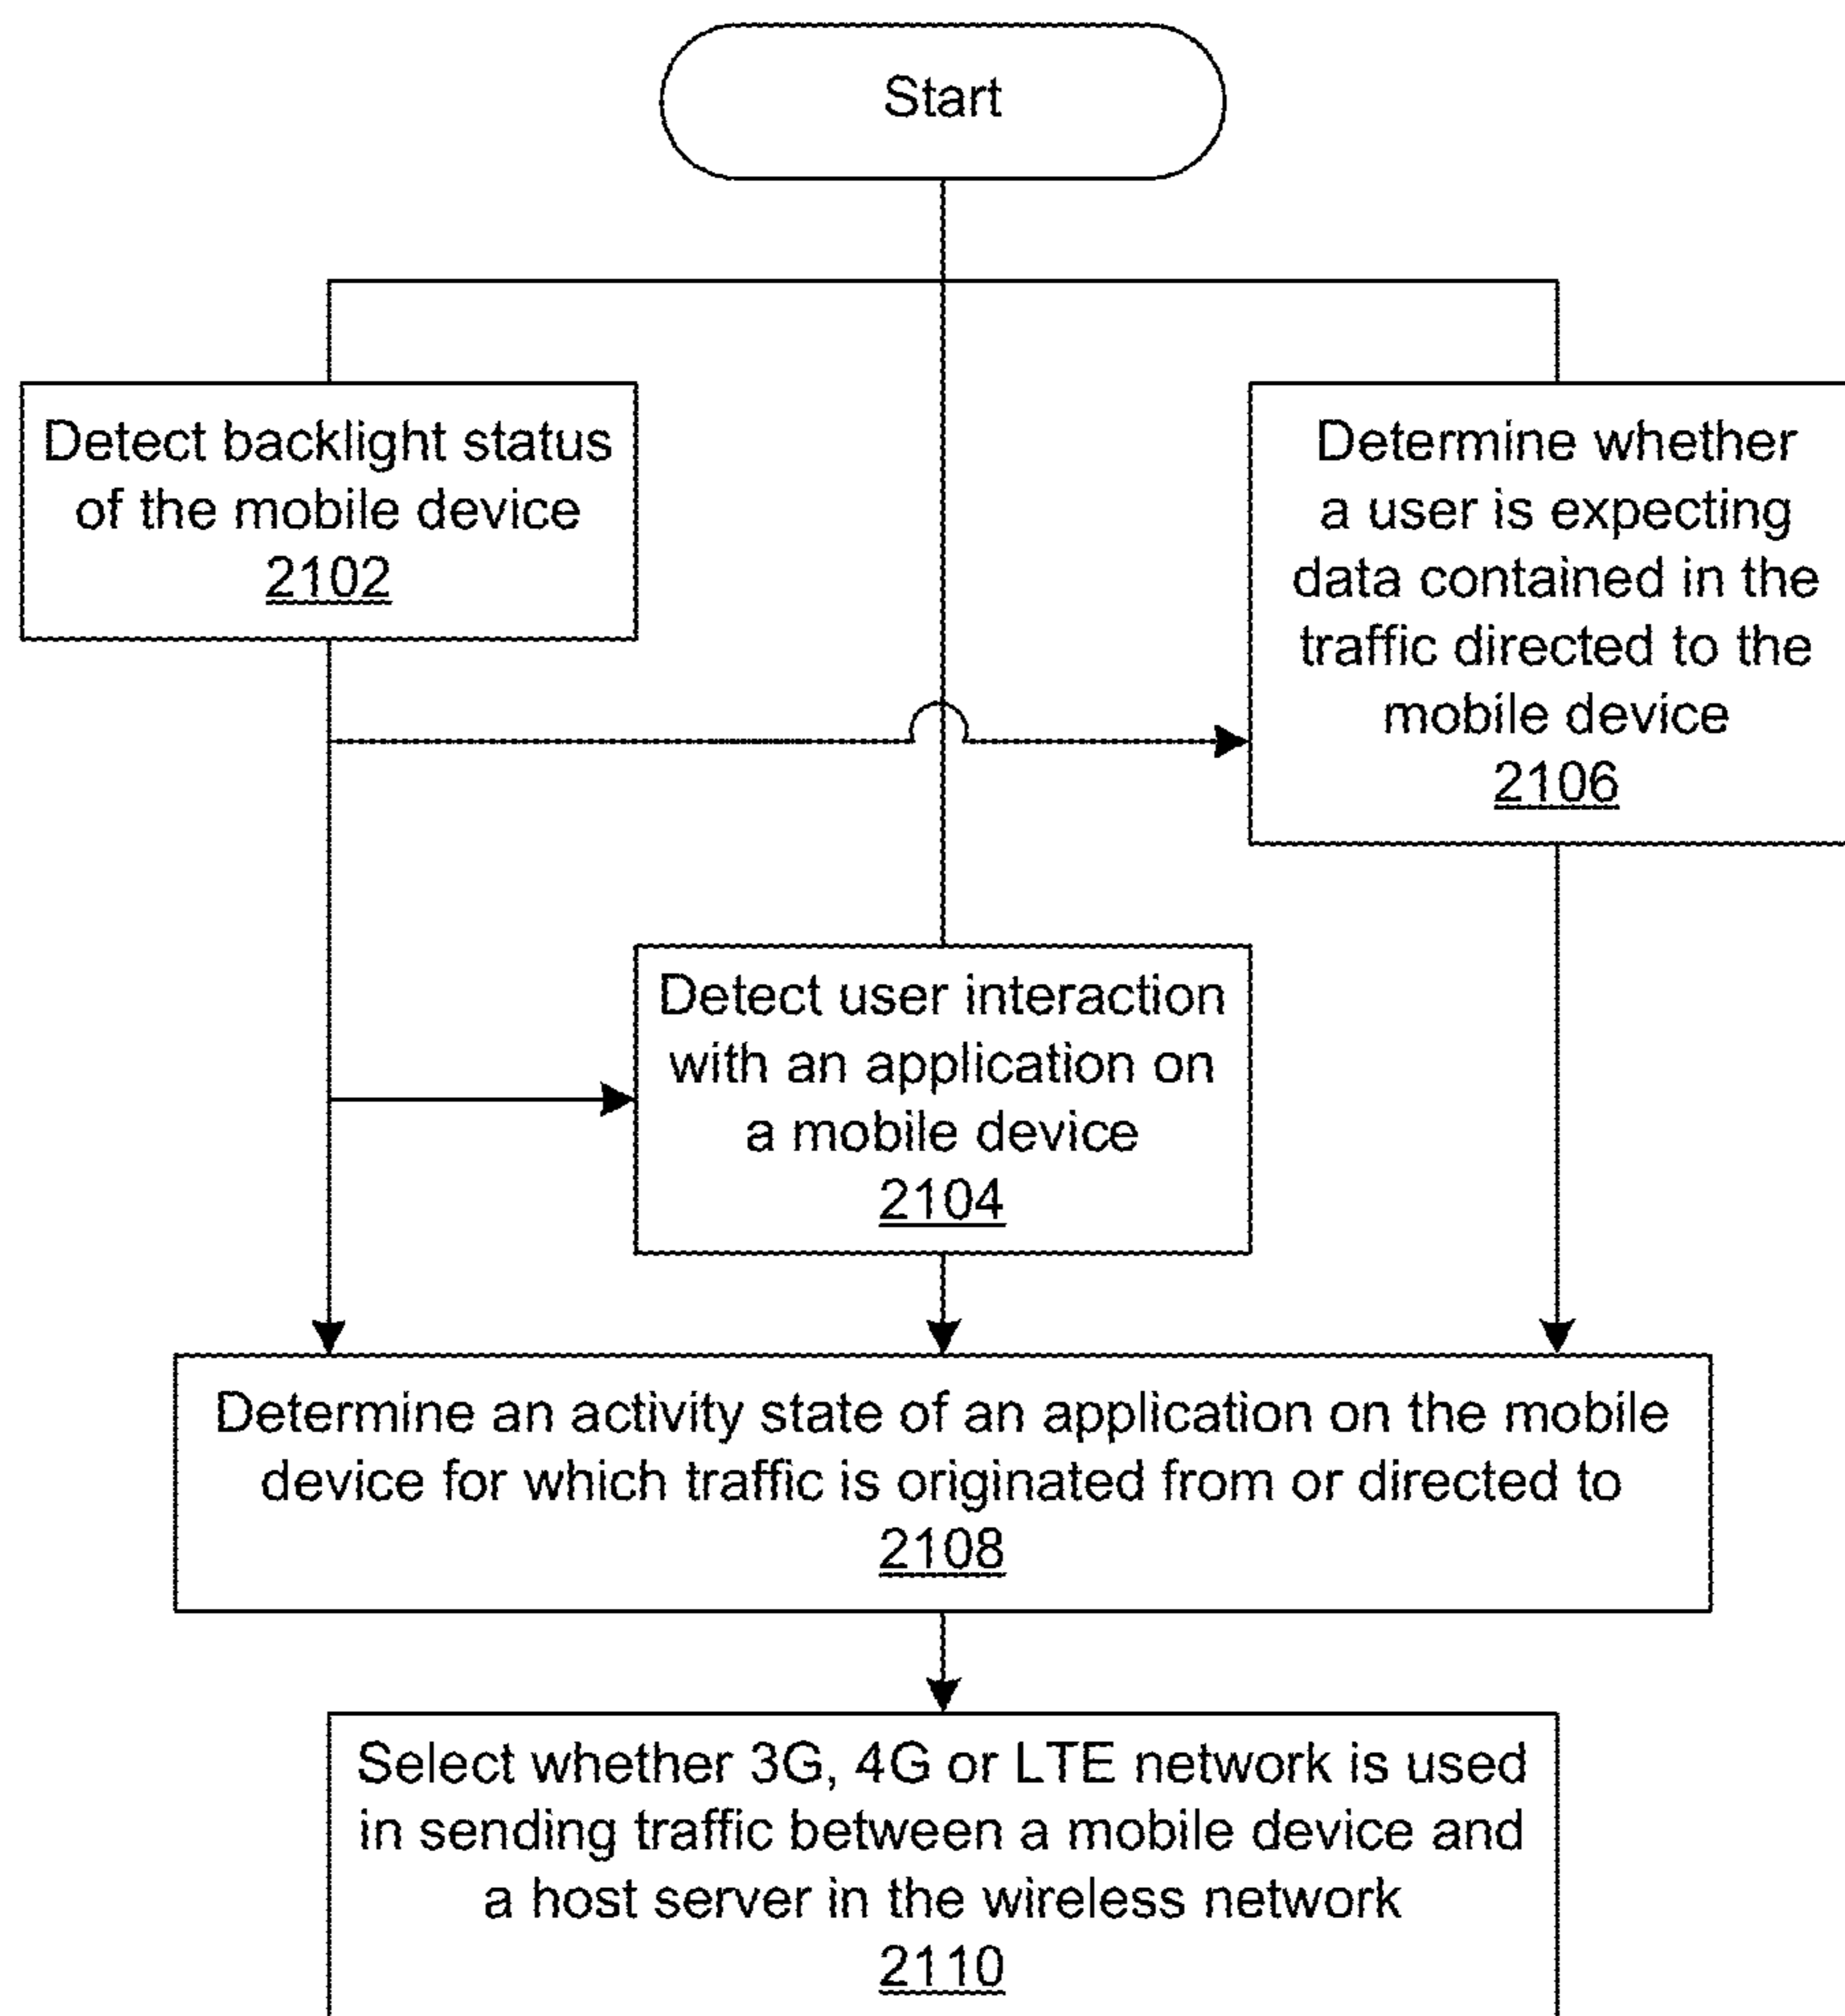 Start
Detect backlight status
of the mobile device
2102
Determine whether
a user is expecting
data contained in the
traffic directed to the
mobile device
2106
Detect user interaction
with an application on
a mobile device
2104
Determine an activity state of an application on the mobile
device for which traffic is originated from or directed to
2108
Select whether 3G, 4G or LTE network is used
in sending traffic between a mobile device and
a host server in the wireless network
2110